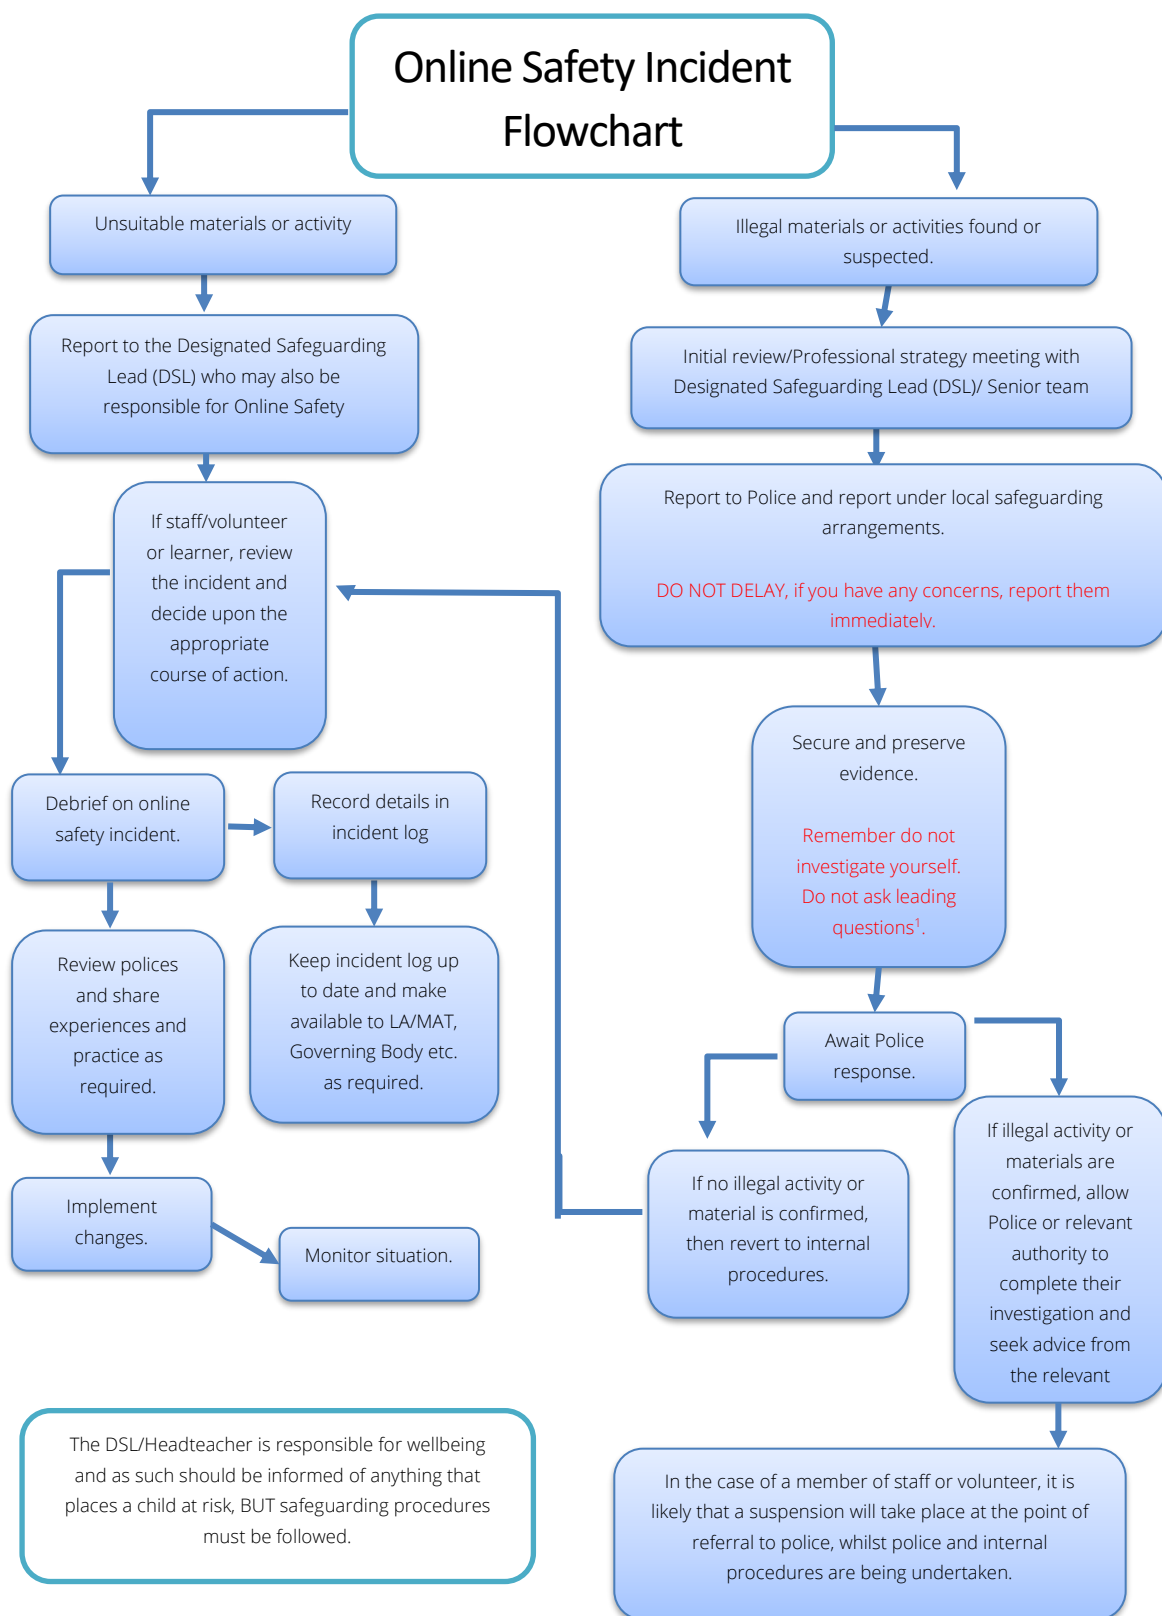 Online Safety Incident
Flowchart
Unsuitable materials or activity
Report to the Designated Safeguarding
Lead (DSL) who may also be
responsible for Online Safety
If staff/volunteer
or learner, review
the incident and
decide upon the
appropriate
course of action.
Debrief on online
safety incident.
Record details in
incident log
Review polices
and share
experiences and
practice as
required.
Keep incident log up
to date and make
available to LA/MAT,
Governing Body etc.
as required.
Implement
changes.
Monitor situation.
Illegal materials or activities found or
suspected.
Initial review/Professional strategy meeting with
Designated Safeguarding Lead (DSL)/ Senior team
Report to Police and report under local safeguarding
arrangements.
DO NOT DELAY, if you have any concerns, report them
immediately.
Secure and preserve
evidence.
Remember do not
investigate yourself.
Do not ask leading
questions¹.
Await Police
response.
If no illegal activity or
material is confirmed,
then revert to internal
procedures.
If illegal activity or
materials are
confirmed, allow
Police or relevant
authority to
complete their
investigation and
seek advice from
the relevant
In the case of a member of staff or volunteer, it is
likely that a suspension will take place at the point of
referral to police, whilst police and internal
procedures are being undertaken.
The DSL/Headteacher is responsible for wellbeing
and as such should be informed of anything that
places a child at risk, BUT safeguarding procedures
must be followed.